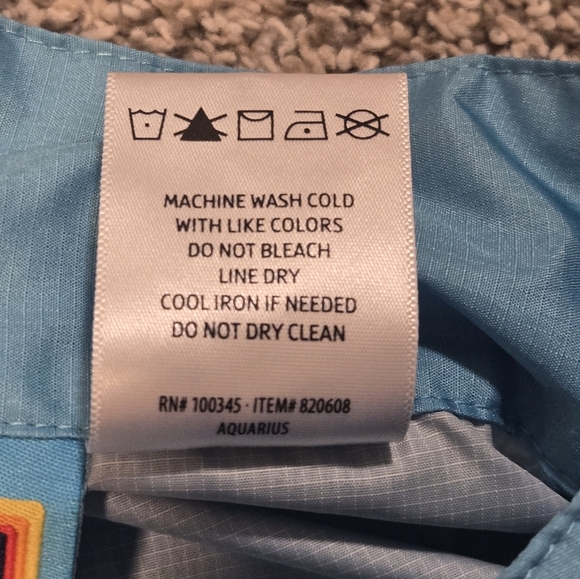 MACHINE WASH COLD
WITH LIKE COLORS
DO NOT BLEACH
LINE DRY
COOL IRON IF NEEDED
DO NOT DRY CLEAN
RN# 100345 · ITEM# 820608
AQUARIUS